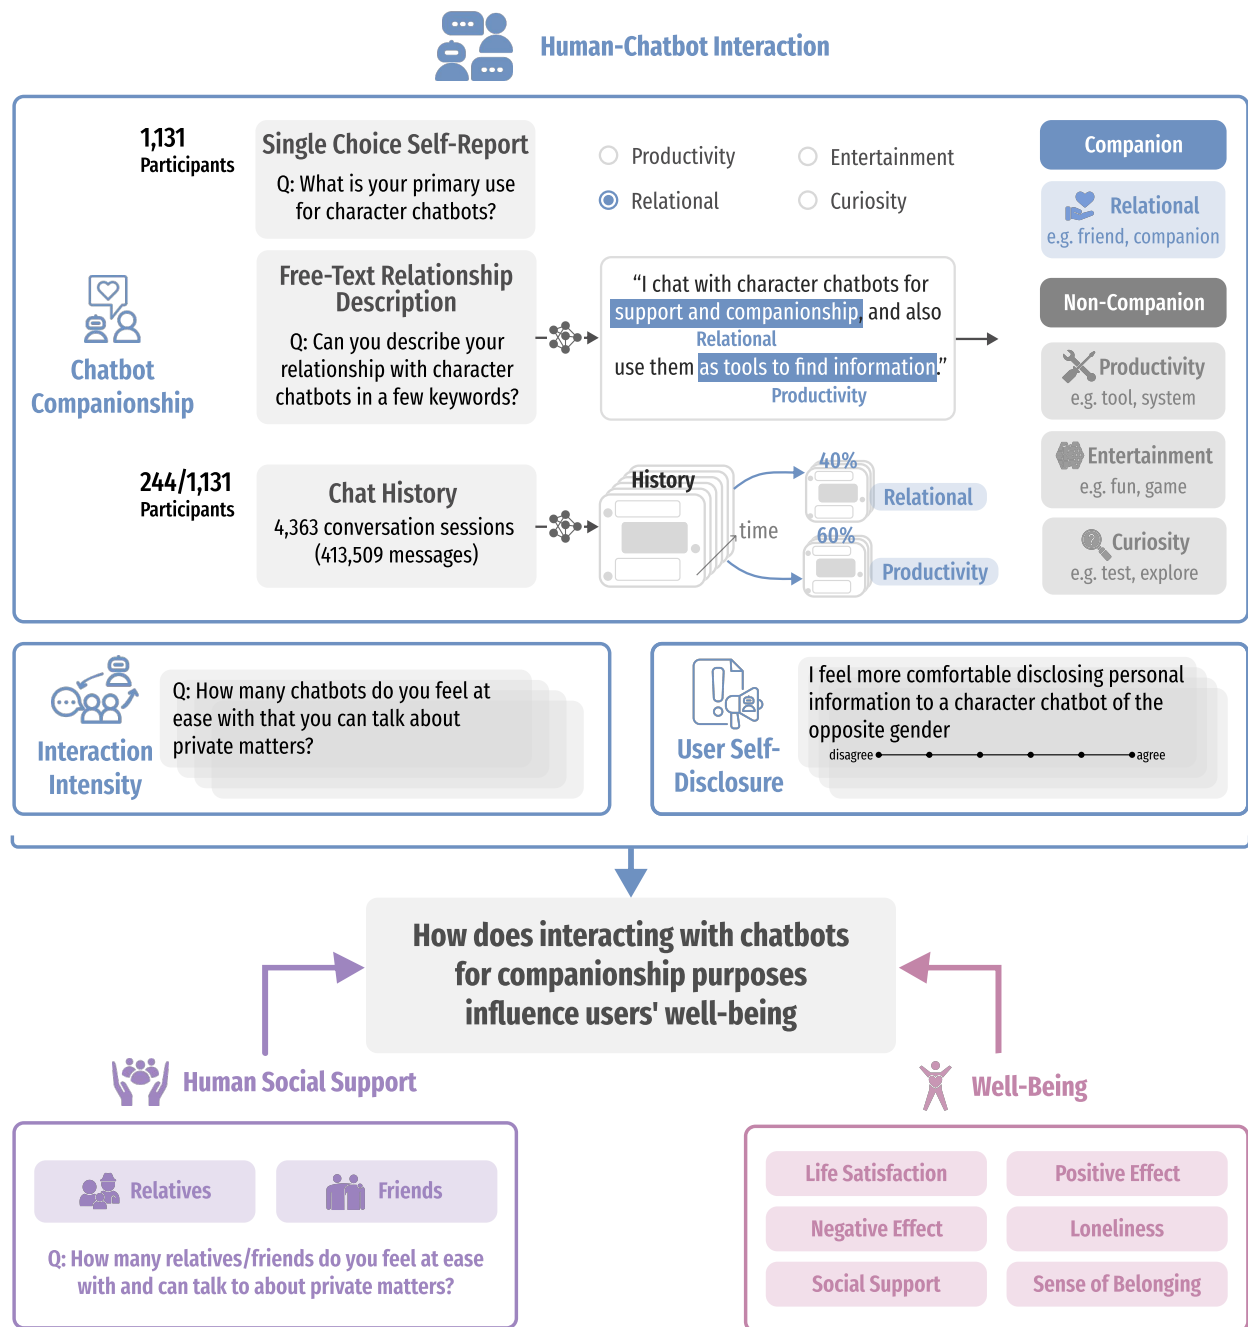 Human-Chatbot Interaction
1,131
Participants
Single Choice Self-Report
Q: What is your primary use
for character chatbots?
Productivity
Entertainment
Relational
Curiosity
Companion
Relational
e.g. friend, companion
Non-Companion
Productivity
e.g. tool, system
Entertainment
e.g. fun, game
Curiosity
e.g. test, explore
Chatbot
Companionship
Free-Text Relationship
Description
Q: Can you describe your
relationship with character
chatbots in a few keywords?
“I chat with character chatbots for
support and companionship, and also
Relational
use them as tools to find information.”
Productivity
244/1,131
Participants
Chat History
4,363 conversation sessions
(413,509 messages)
History
time
40%
Relational
60%
Productivity
Interaction
Intensity
Q: How many chatbots do you feel at
ease with that you can talk about
private matters?
User Self-
Disclosure
I feel more comfortable disclosing personal
information to a character chatbot of the
opposite gender
disagree
agree
How does interacting with chatbots
for companionship purposes
influence users' well-being
Human Social Support
Relatives
Friends
Q: How many relatives/friends do you feel at ease
with and can talk to about private matters?
Well-Being
Life Satisfaction
Positive Effect
Negative Effect
Loneliness
Social Support
Sense of Belonging